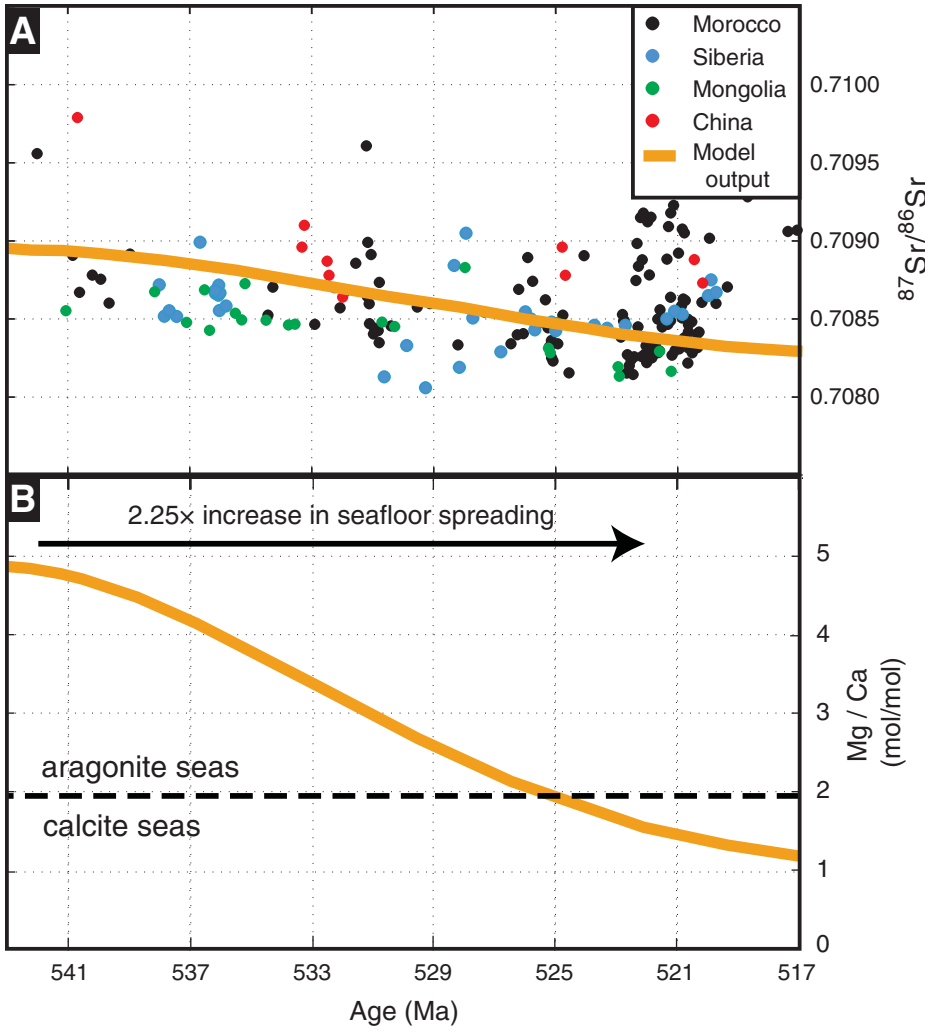 A
Morocco
Siberia
Mongolia
China
Model
output
0.7100
0.7095
0.7090
0.7085
0.7080
87Sr/86Sr
B
2.25× increase in seafloor spreading
aragonite seas
calcite seas
5
4
3
2
1
0
Mg / Ca
(mol/mol)
541 537 533 529 525 521 517
Age (Ma)